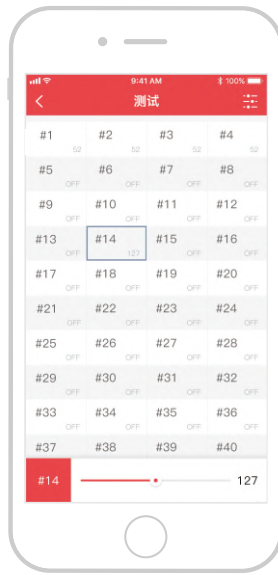 9:41 AM 100%
测试
#1 #2 #3 #4
52 52 52 52
#5 #6 #7 #8
OFF OFF OFF OFF
#9 #10 #11 #12
OFF OFF OFF OFF
#13 #14 #15 #16
OFF 127 OFF OFF
#17 #18 #19 #20
OFF OFF OFF OFF
#21 #22 #23 #24
OFF OFF OFF OFF
#25 #26 #27 #28
OFF OFF OFF OFF
#29 #30 #31 #32
OFF OFF OFF OFF
#33 #34 #35 #36
OFF OFF OFF OFF
#37 #38 #39 #40
#14 127